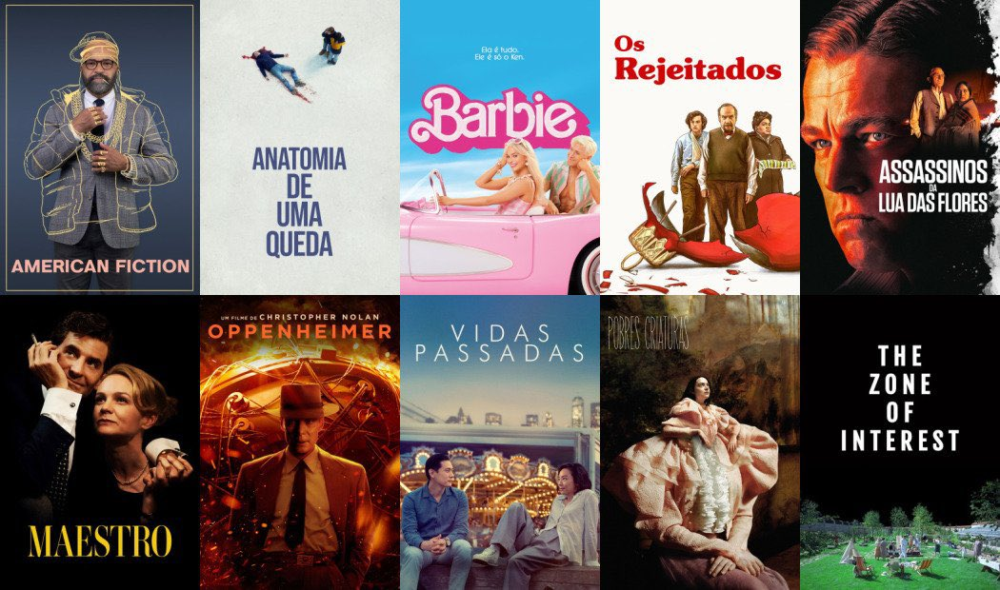 AMERICAN FICTION
ANATOMIA
DE
UMA
QUEDA
Ela é tudo.
Ele é só o Ken.
Barbie
Os
Rejeitados
ASSASSINOS
DA
LUA DAS FLORES
MAESTRO
UM FILME DE CHRISTOPHER NOLAN
OPPENHEIMER
VIDAS
PASSADAS
POBRES CRIATURAS
THE
ZONE
OF
INTEREST